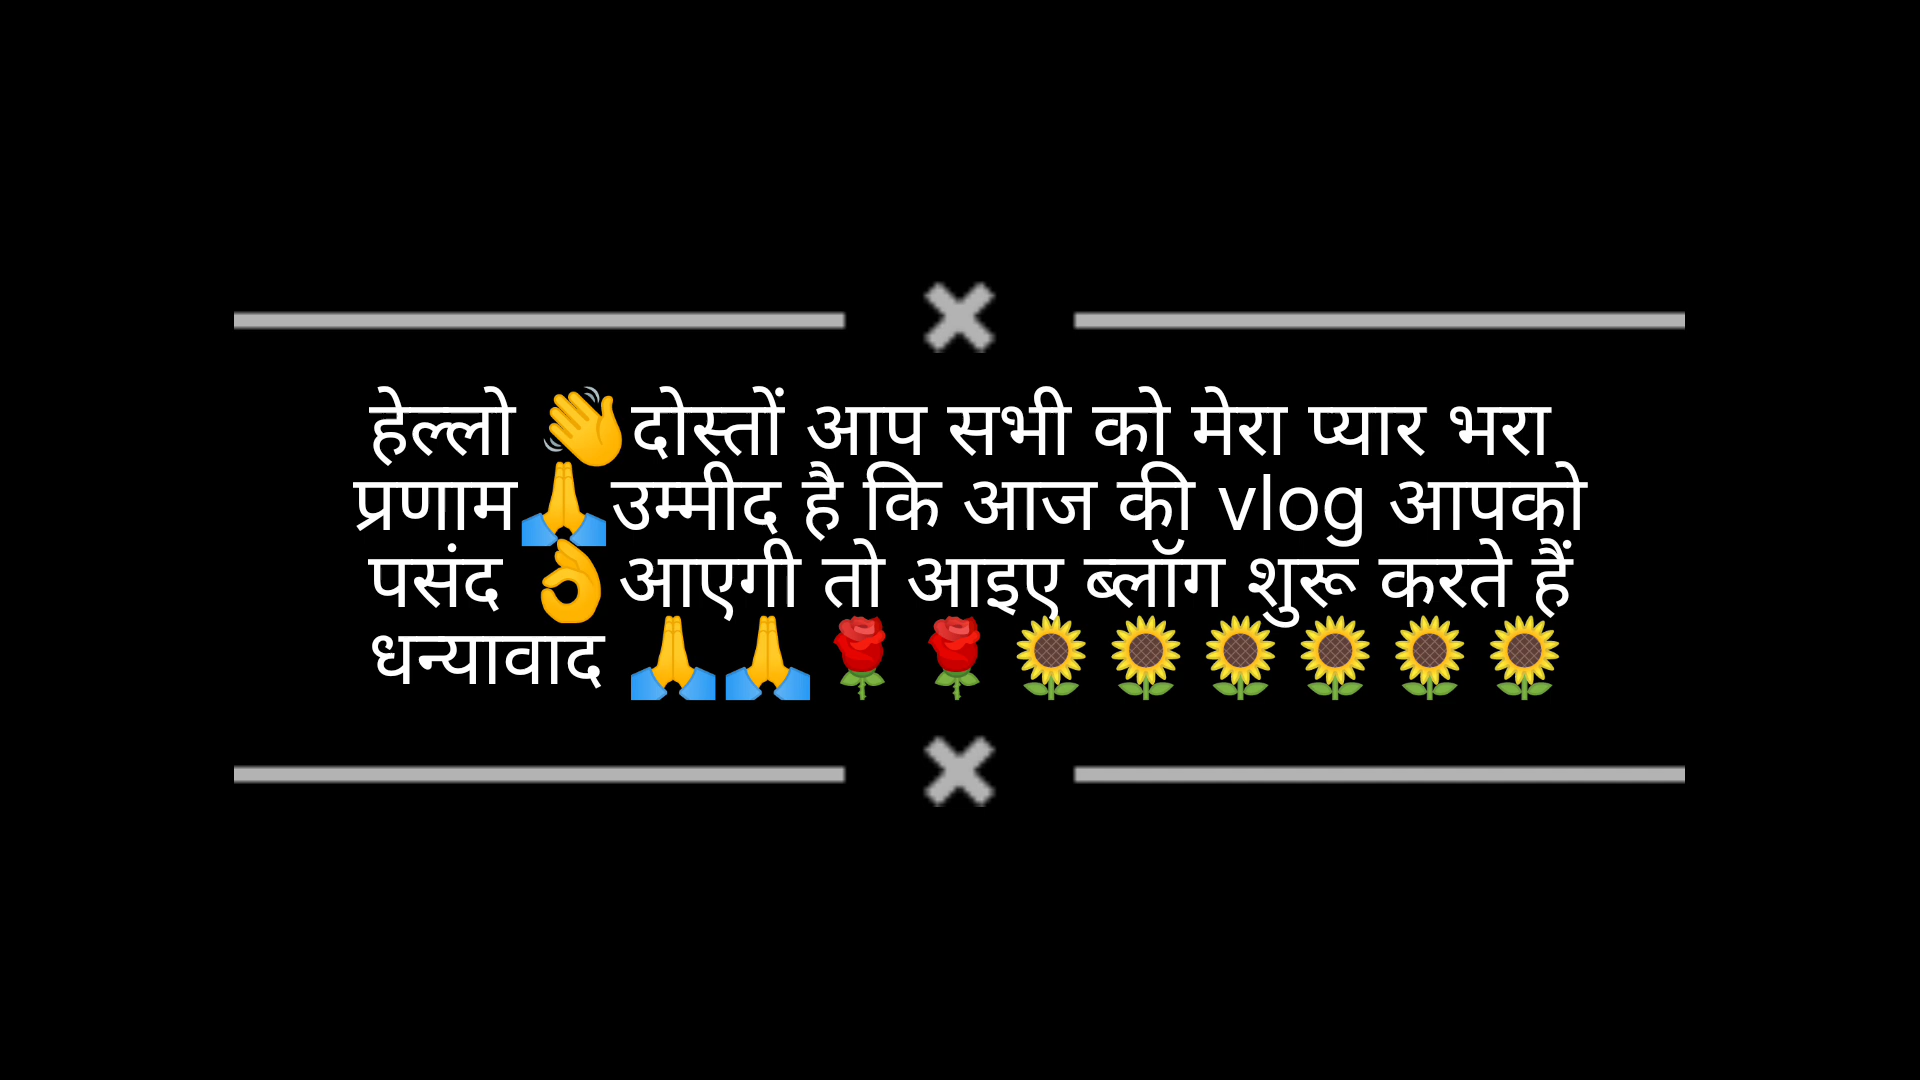 हेल्लो 👋दोस्तों आप सभी को मेरा प्यार भरा
प्रणाम🙏उम्मीद है कि आज की vlog आपको
पसंद 👌आएगी तो आइए ब्लॉग शुरू करते हैं
धन्यावाद 🙏🙏🌹🌹🌻🌻🌻🌻🌻🌻